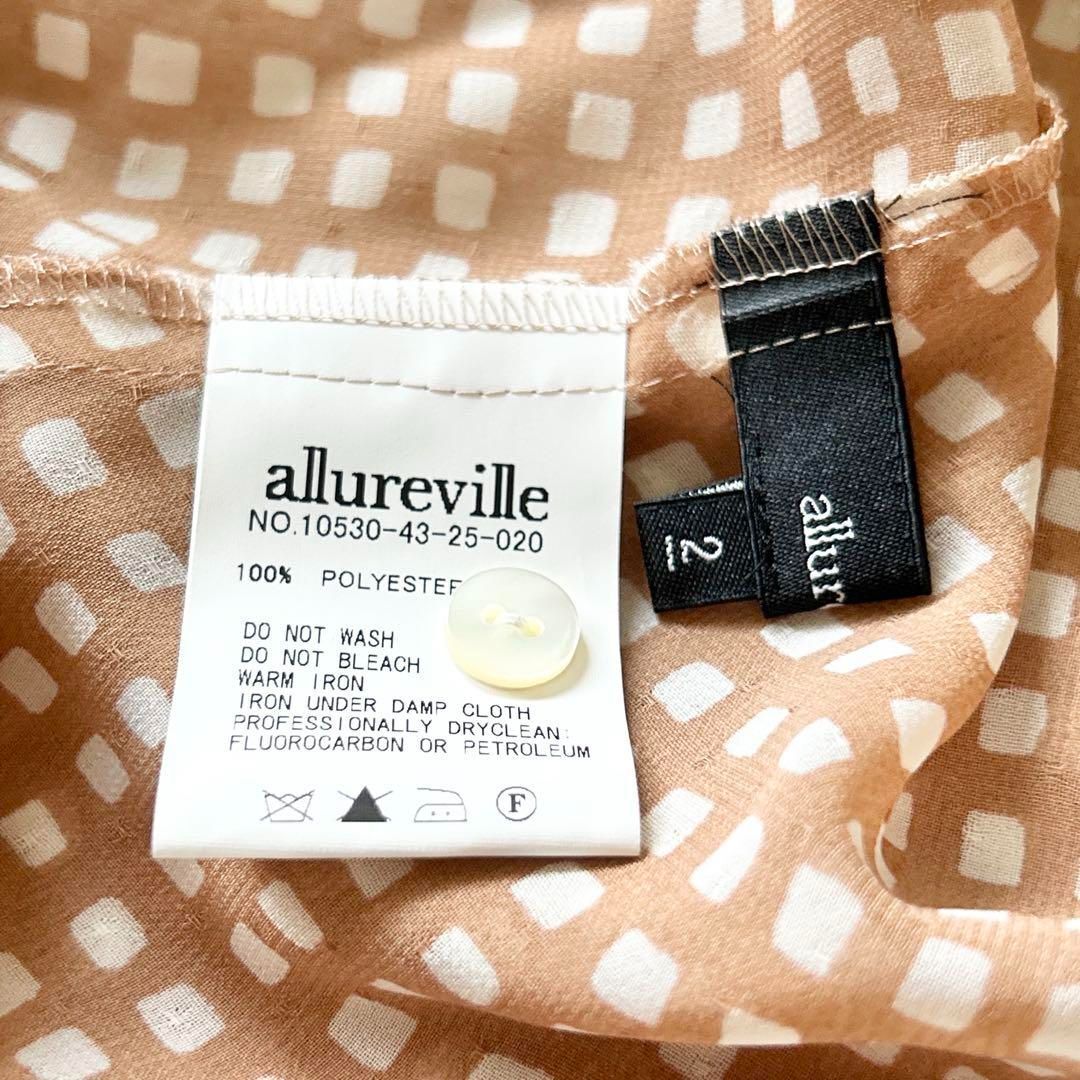 allureville
NO.10530-43-25-020
100% POLYESTER
DO NOT WASH
DO NOT BLEACH
WARM IRON
IRON UNDER DAMP CLOTH
PROFESSIONALLY DRYCLEAN:
FLUOROCARBON OR PETROLEUM
F
2
allur